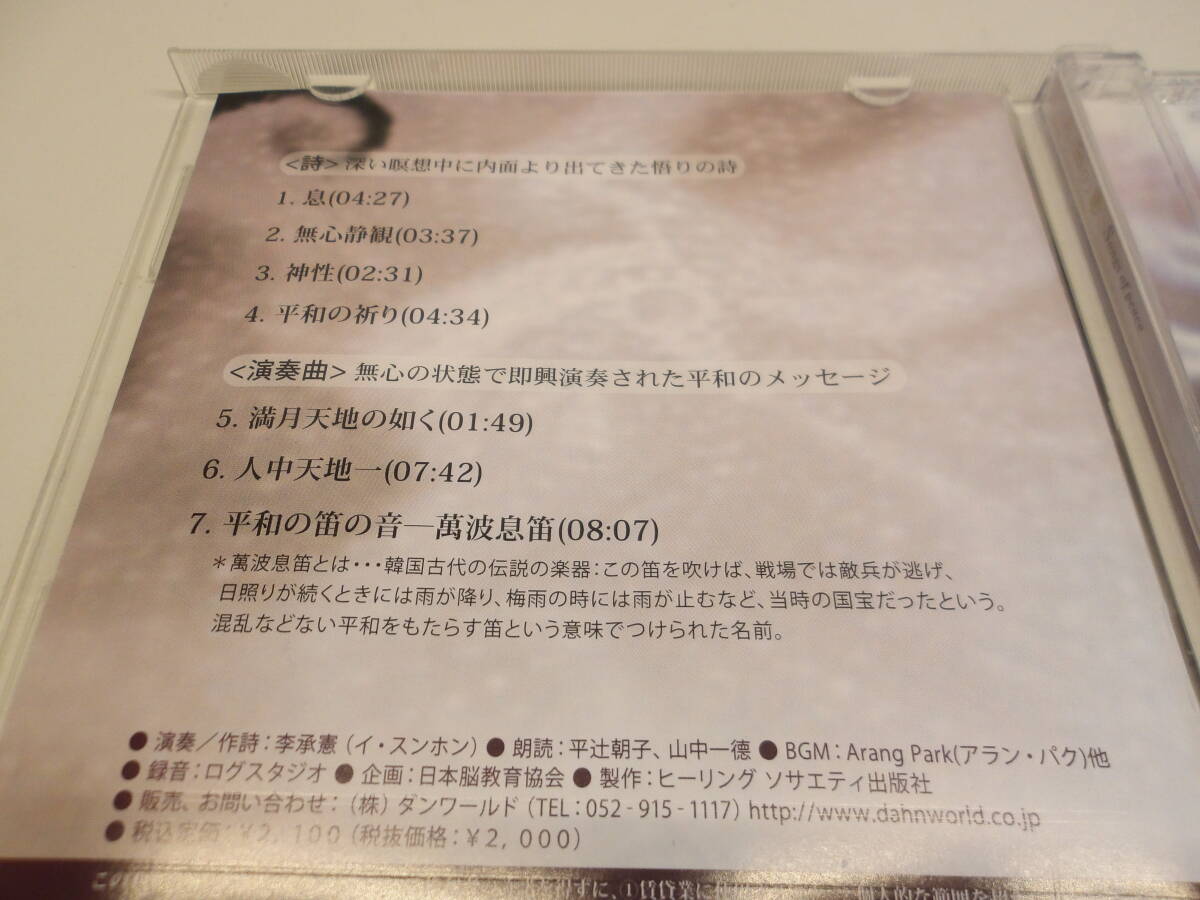 <詩> 深い瞑想中に内面より出てきた悟りの詩
1. 息(04:27)
2. 無心静観(03:37)
3. 神性(02:31)
4. 平和の祈り(04:34)
<演奏曲> 無心の状態で即興演奏された平和のメッセージ
5. 満月天地の如く(01:49)
6. 人中天地一(07:42)
7. 平和の笛の音―萬波息笛(08:07)
＊萬波息笛とは・・・韓国古代の伝説の楽器：この笛を吹けば、戦場では敵兵が逃げ、
日照りが続くときには雨が降り、梅雨の時には雨が止むなど、当時の国宝だったという。
混乱などない平和をもたらす笛という意味でつけられた名前。
● 演奏／作詩：李承憲（イ・スンホン） ● 朗読：平辻朝子、山中一徳 ● BGM：Arang Park(アラン・パク)他
● 録音：ログスタジオ ● 企画：日本脳教育協会 ● 製作：ヒーリング ソサエティ出版社
● 販売、お問い合わせ：（株）ダンワールド（TEL：052-915-1117）http://www.dahnworld.co.jp
● 税込定価：￥2,100（税抜価格：￥2,000）
Songs of peace